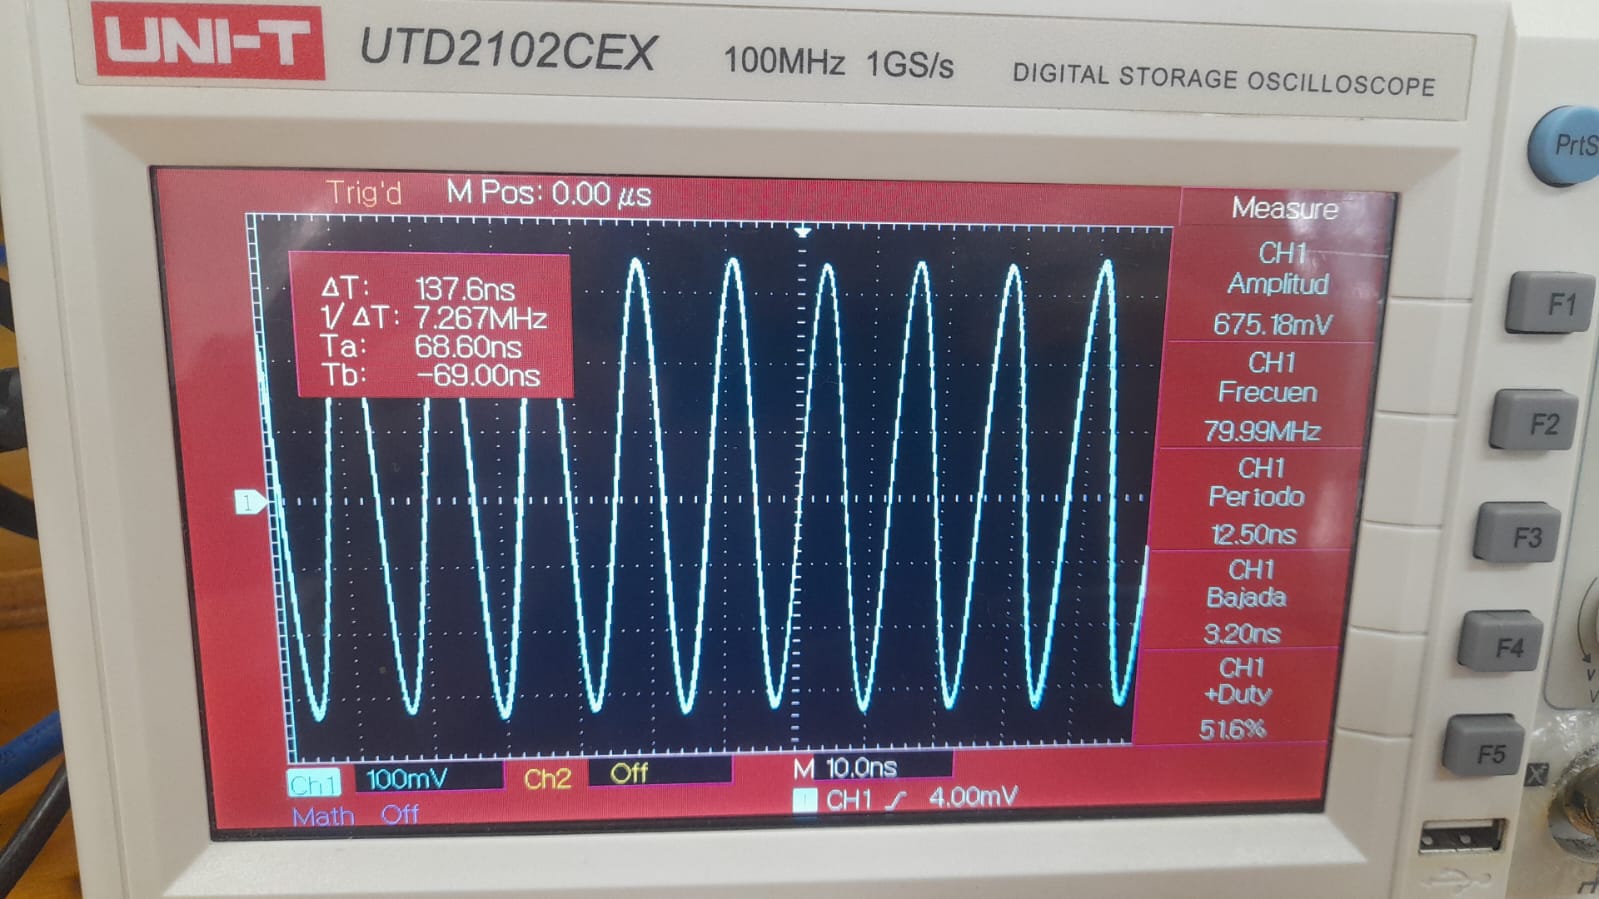 UNI-T UTD2102CEX 100MHz 1GS/s DIGITAL STORAGE OSCILLOSCOPE
PrtS
Trig'd M Pos: 0.00 μs
Measure
ΔT: 137.6ns
1/ΔT: 7.267MHz
Ta: 68.60ns
Tb: -69.00ns
CH1
Amplitud
675.18mV
CH1
Frecuen
79.99MHz
CH1
Periodo
12.50ns
CH1
Bajada
3.20ns
CH1
+Duty
51.6%
1
F1
F2
F3
F4
F5
Ch1 100mV Ch2 Off M 10.0ns
Math Off CH1 4.00mV